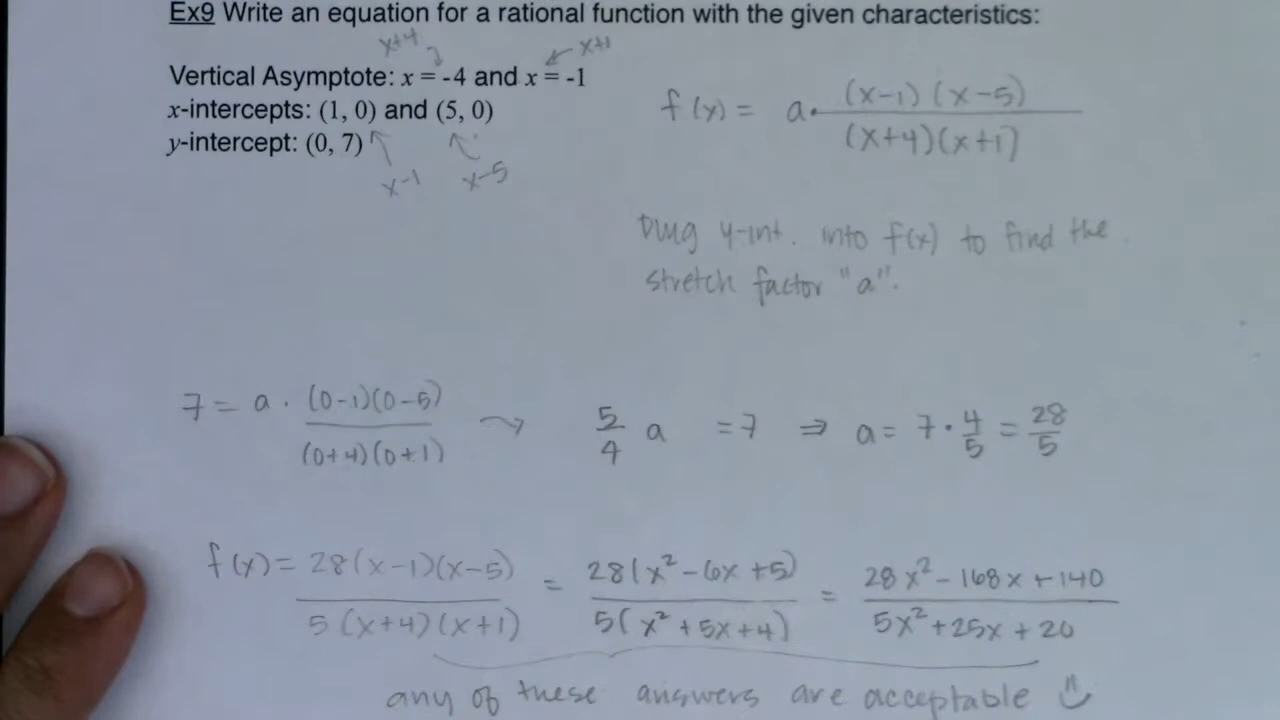 Ex9 Write an equation for a rational function with the given characteristics:
x+4 x+1
Vertical Asymptote: x = -4 and x = -1
x-intercepts: (1, 0) and (5, 0)
y-intercept: (0, 7)
x-1 x-5
f(x) = a · (x-1)(x-5) / (x+4)(x+1)
Plug y-int. into f(x) to find the
stretch factor "a".
7 = a · (0-1)(0-5) / (0+4)(0+1) ⤳ 5/4 a = 7 ⇒ a = 7 · 4/5 = 28/5
f(x) = 28(x-1)(x-5) / 5(x+4)(x+1) = 28(x² - 6x + 5) / 5(x² + 5x + 4) = 28x² - 168x + 140 / 5x² + 25x + 20
any of these answers are acceptable